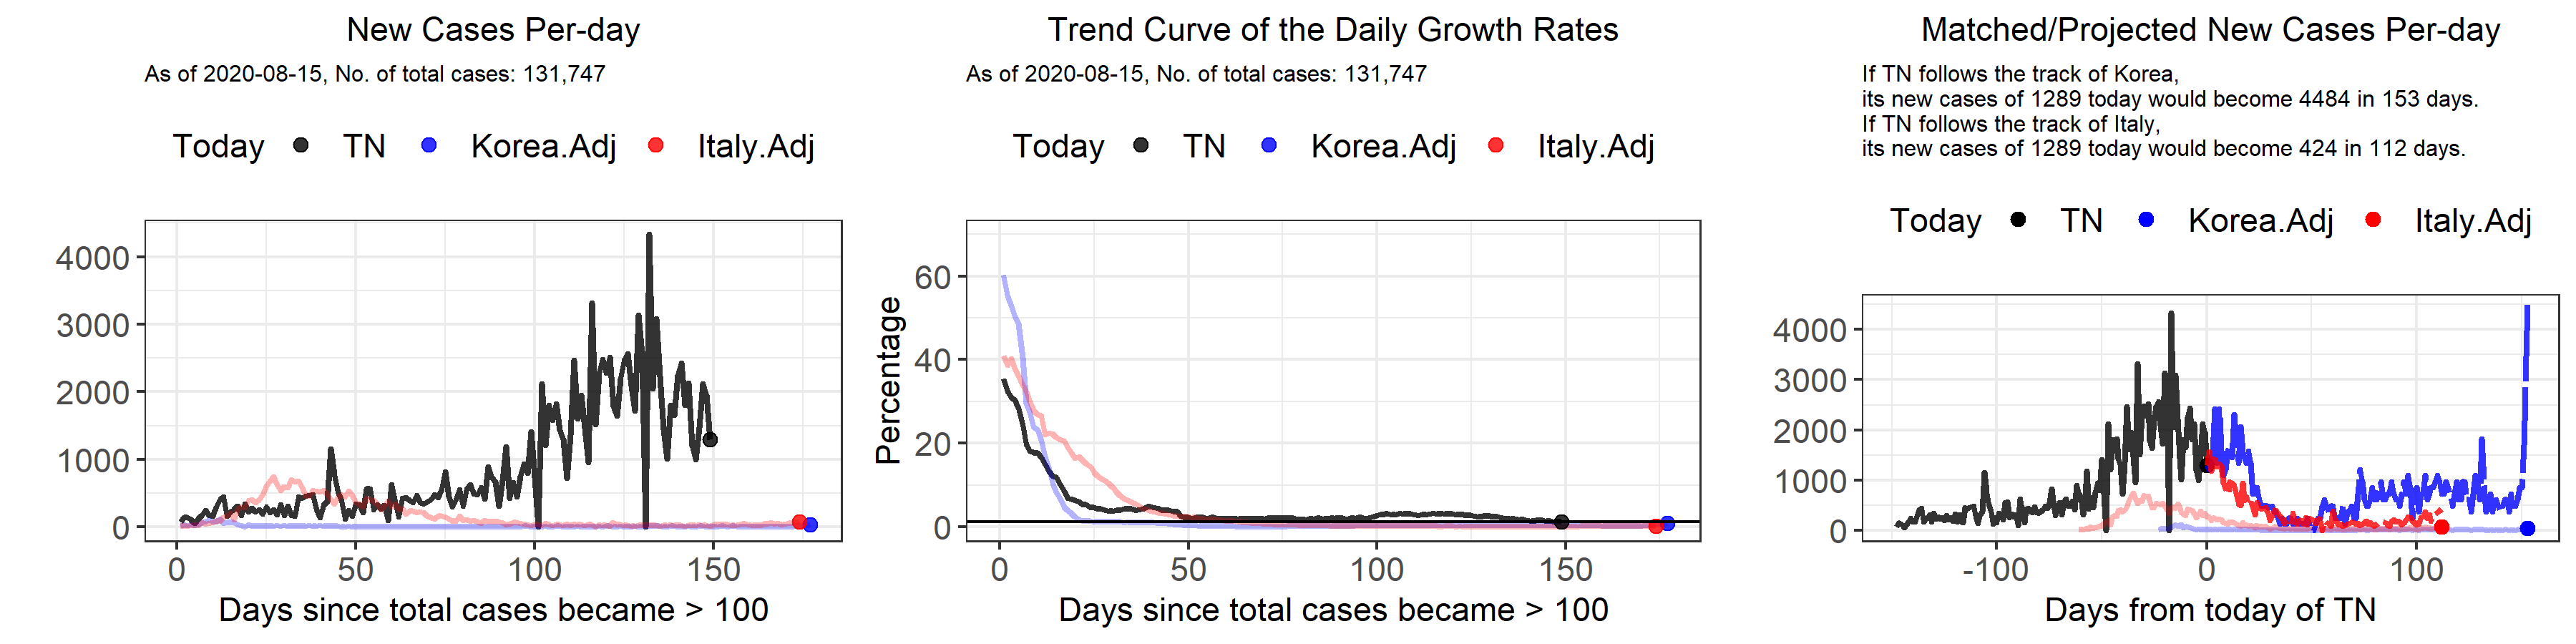 New Cases Per-day
As of 2020-08-15, No. of total cases: 131,747
Today TN Korea.Adj Italy.Adj
4000
3000
2000
1000
0
0 50 100 150
Days since total cases became > 100
Trend Curve of the Daily Growth Rates
As of 2020-08-15, No. of total cases: 131,747
Today TN Korea.Adj Italy.Adj
Percentage
60
40
20
0
0 50 100 150
Days since total cases became > 100
Matched/Projected New Cases Per-day
If TN follows the track of Korea,
its new cases of 1289 today would become 4484 in 153 days.
If TN follows the track of Italy,
its new cases of 1289 today would become 424 in 112 days.
Today TN Korea.Adj Italy.Adj
4000
3000
2000
1000
0
-100 0 100
Days from today of TN